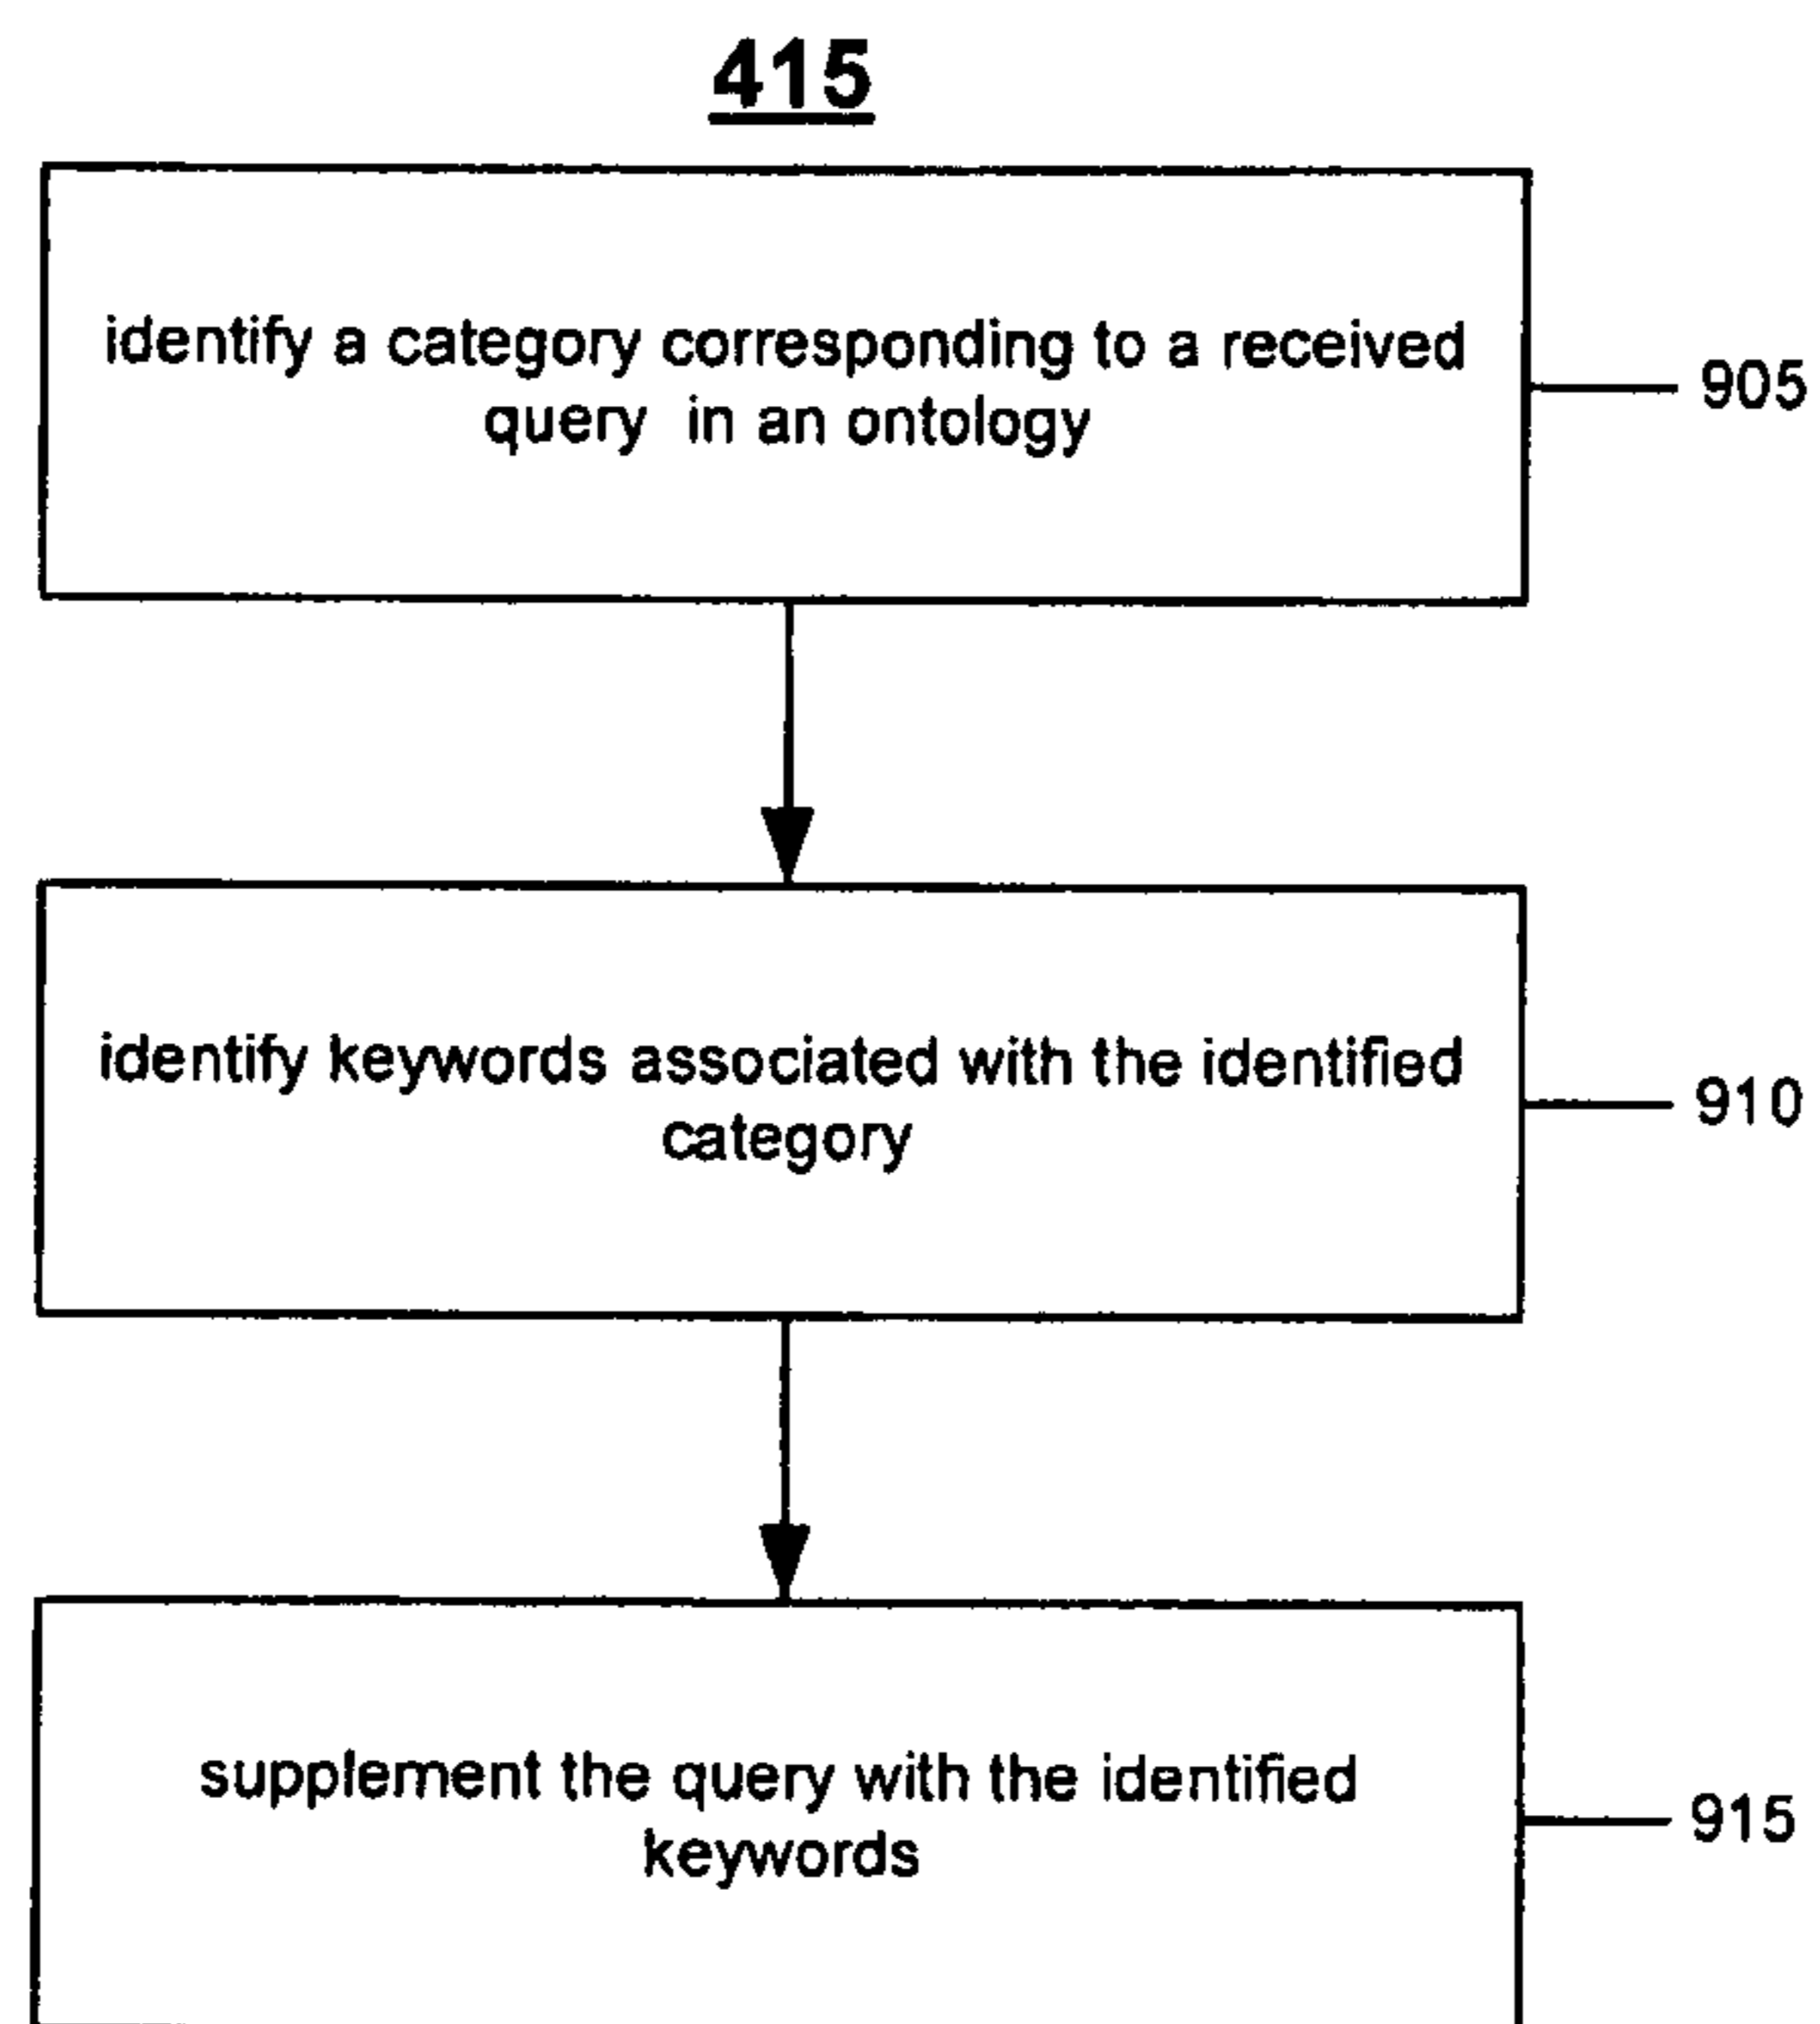 415
identify a category corresponding to a received
query in an ontology
905
identify keywords associated with the identified
category
910
supplement the query with the identified
keywords
915